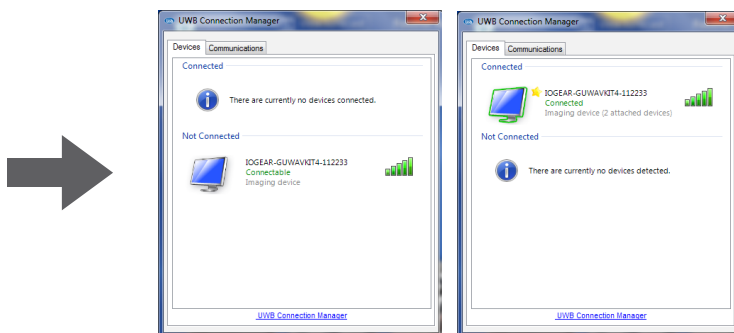 UWB Connection Manager
Devices Communications
Connected
There are currently no devices connected.
Not Connected
IOGEAR-GUWAVKIT4-112233
Connectable
Imaging device
UWB Connection Manager
UWB Connection Manager
Devices Communications
Connected
IOGEAR-GUWAVKIT4-112233
Connected
Imaging device (2 attached devices)
Not Connected
There are currently no devices detected.
UWB Connection Manager